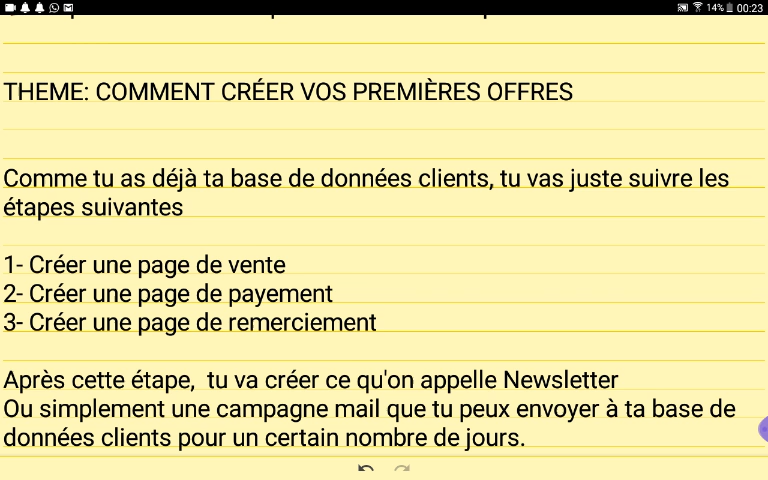 14% 00:23
THEME: COMMENT CRÉER VOS PREMIÈRES OFFRES
Comme tu as déjà ta base de données clients, tu vas juste suivre les
étapes suivantes
1- Créer une page de vente
2- Créer une page de payement
3- Créer une page de remerciement
Après cette étape,  tu va créer ce qu'on appelle Newsletter
Ou simplement une campagne mail que tu peux envoyer à ta base de
données clients pour un certain nombre de jours.